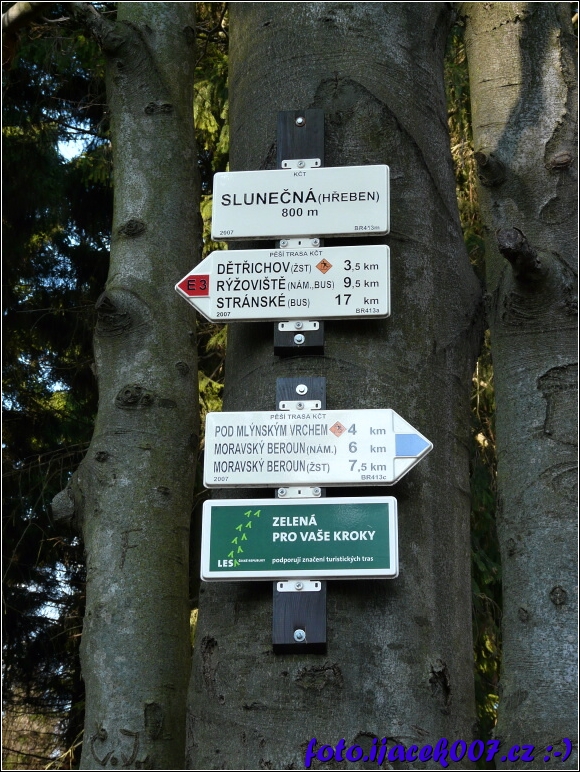 KČT
SLUNEČNÁ(HŘEBEN)
800 m
2007 BR413m
PĚŠÍ TRASA KČT
DĚTŘICHOV(ŽST) 3,5 km
E3 RÝŽOVIŠTĚ(NÁM.,BUS) 9,5 km
STRÁNSKÉ(BUS) 17 km
2007 BR413a
PĚŠÍ TRASA KČT
POD MLÝNSKÝM VRCHEM 4 km
MORAVSKÝ BEROUN(NÁM.) 6 km
MORAVSKÝ BEROUN(ŽST) 7,5 km
2007 BR413c
ZELENÁ
PRO VAŠE KROKY
LESY ČESKÉ REPUBLIKY podporují značení turistických tras
foto.ijacek007.cz :-)